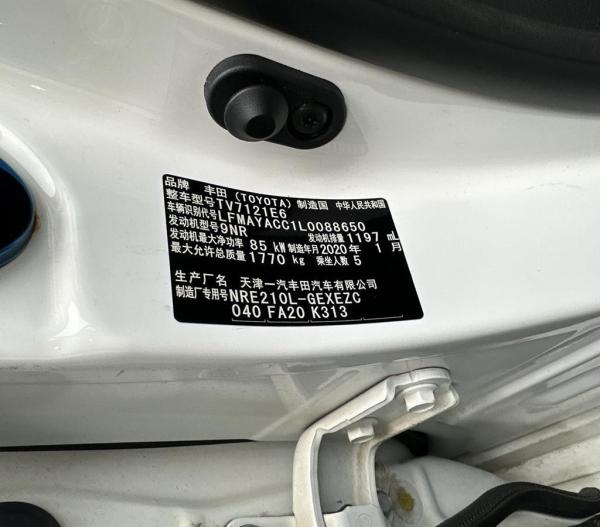 品牌 丰田 (TOYOTA) 制造国 中华人民共和国
整车型号 TV7121E6
车辆识别代号 LFMAYACC1L0088650
发动机型号 9NR 发动机排量 1197 mL
发动机最大净功率 85 kW 制造年月 2020 年 1 月
最大允许总质量 1770 kg 乘坐人数 5
生产厂名 天津一汽丰田汽车有限公司
制造厂专用号 NRE210L-GEXEZC
040 FA20 K313